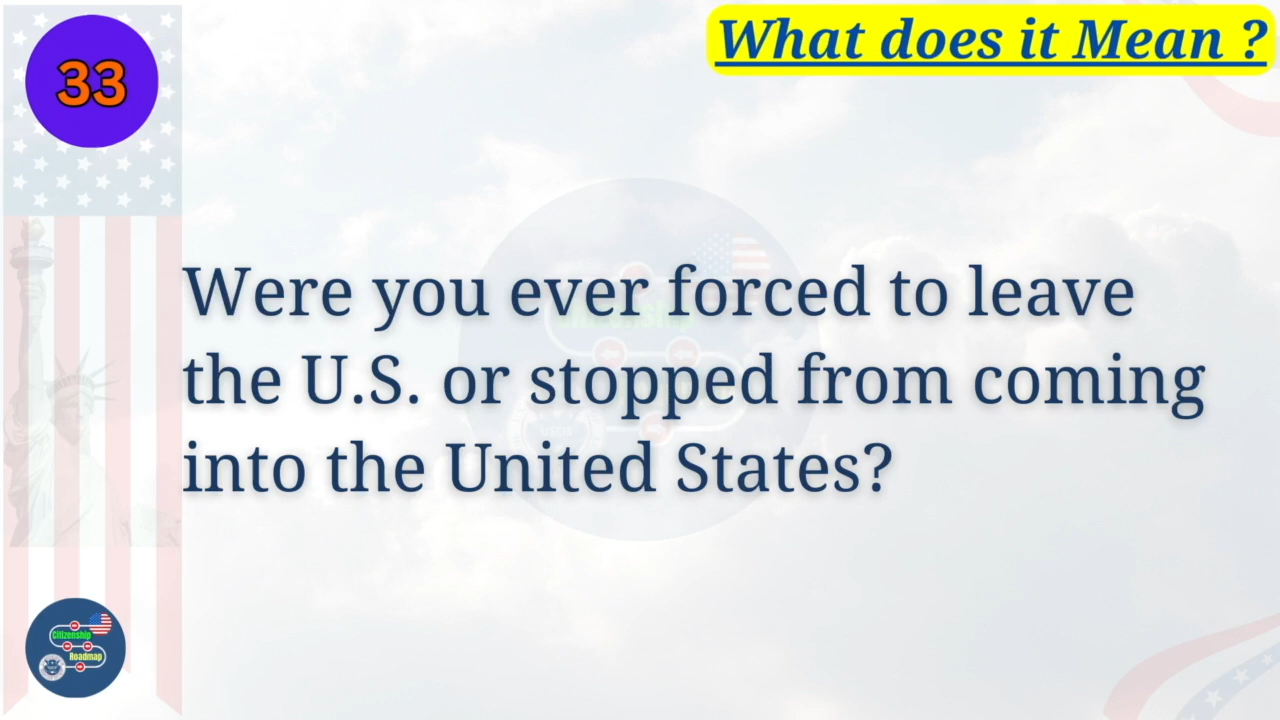 33
What does it Mean ?
Were you ever forced to leave
the U.S. or stopped from coming
into the United States?
Citizenship
Roadmap